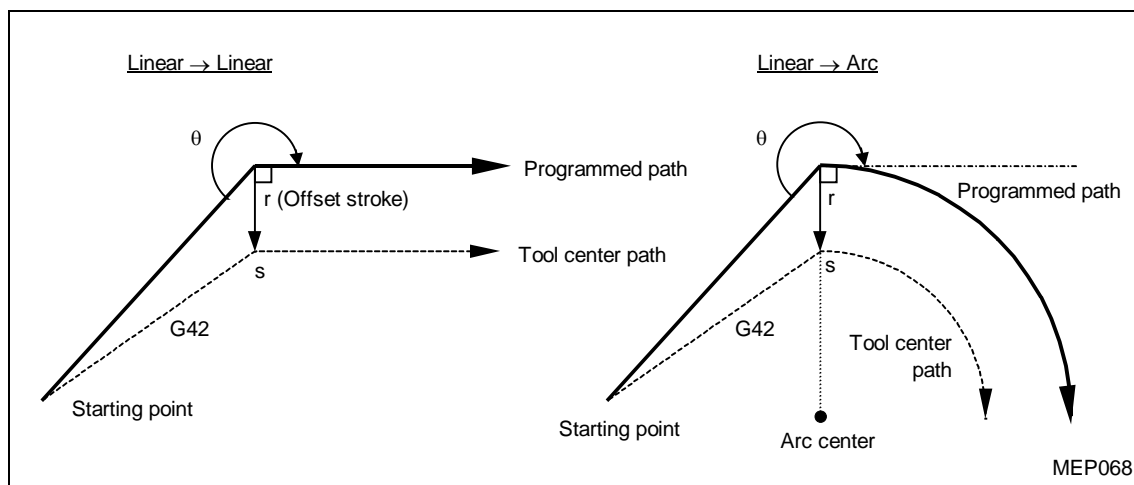 Linear → Linear
θ
Programmed path
r (Offset stroke)
Tool center path
s
G42
Starting point
Linear → Arc
θ
Programmed path
r
s
G42
Tool center
path
Starting point
Arc center
MEP068